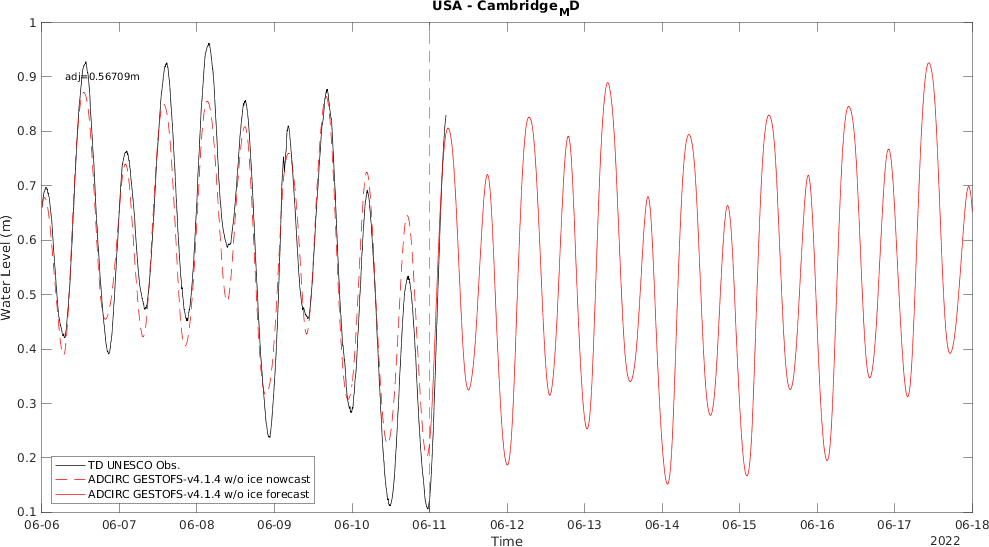 USA - Cambridge_MD
1
0.9
0.8
0.7
0.6
0.5
0.4
0.3
0.2
0.1
Water Level (m)
adj=0.56709m
TD UNESCO Obs.
ADCIRC GESTOFS-v4.1.4 w/o ice nowcast
ADCIRC GESTOFS-v4.1.4 w/o ice forecast
06-06 06-07 06-08 06-09 06-10 06-11 06-12 06-13 06-14 06-15 06-16 06-17 06-18
Time
2022